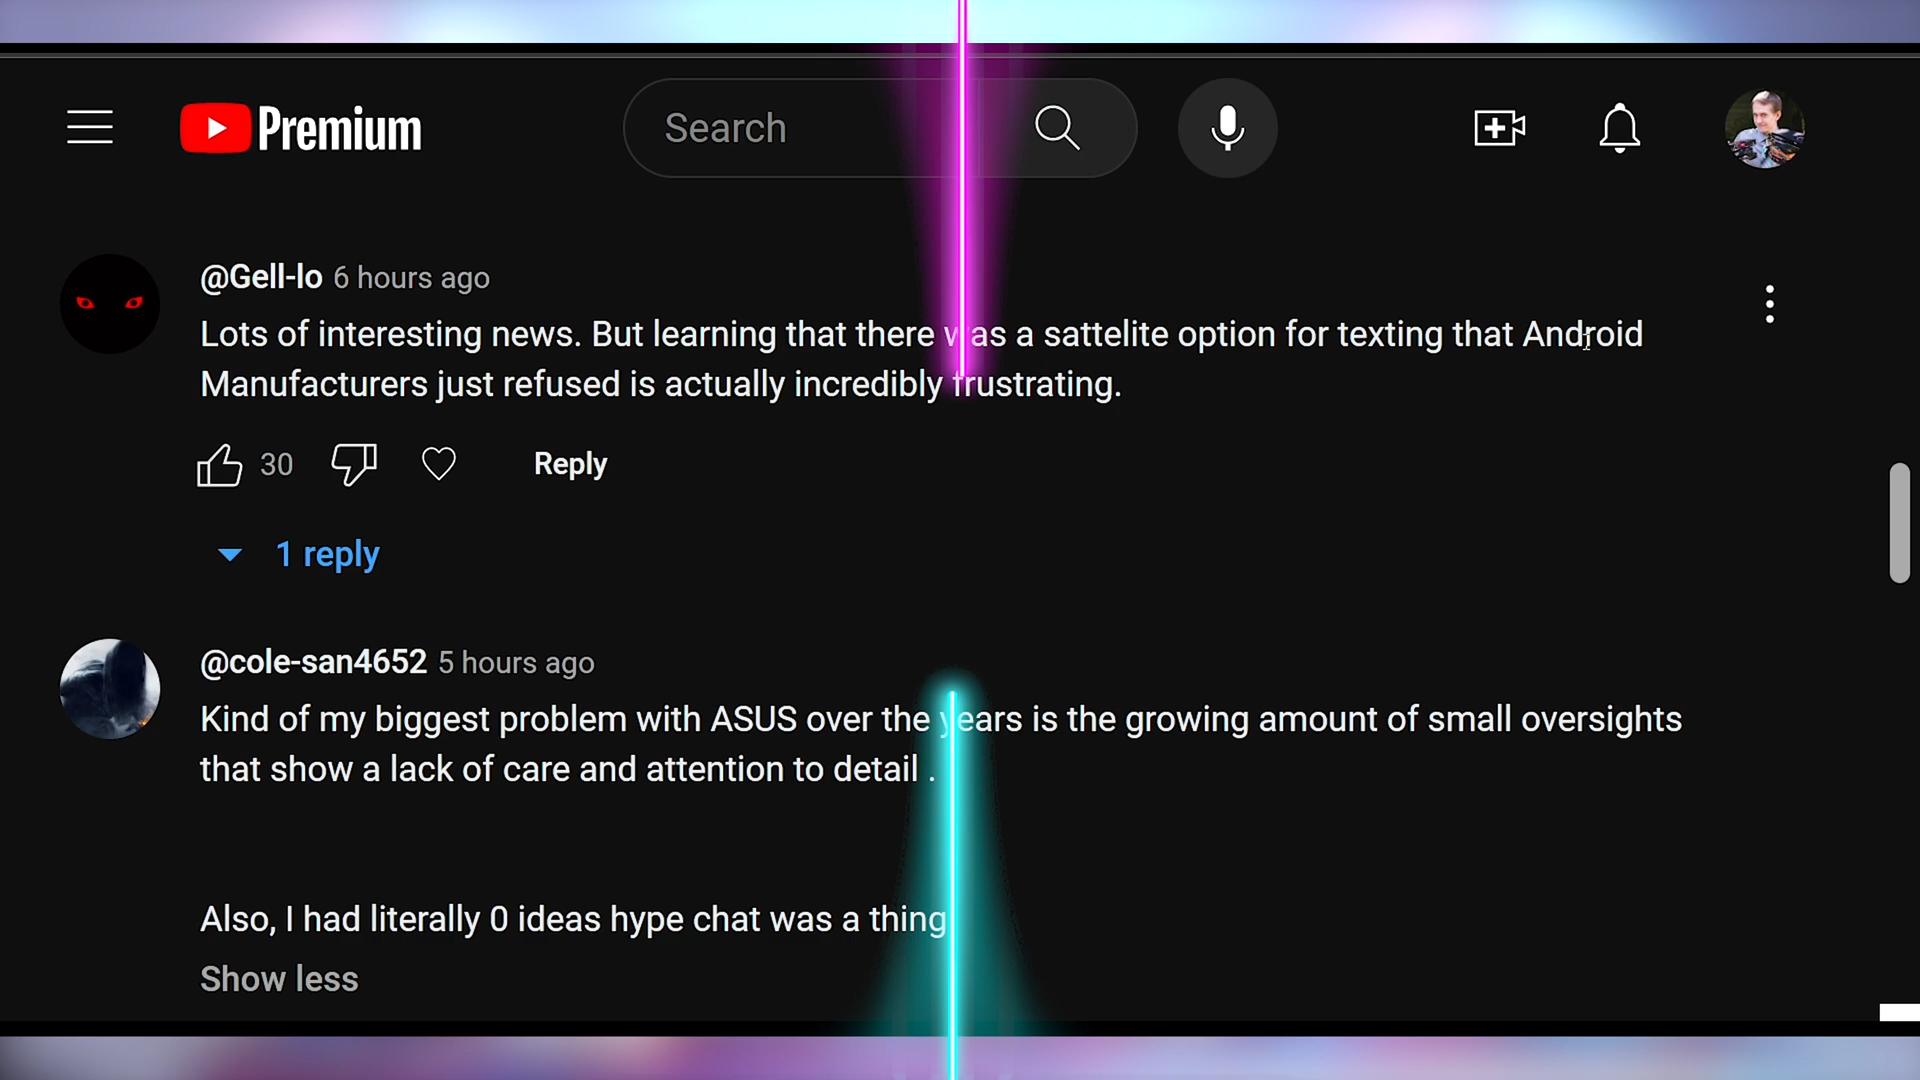 Premium
Search
@Gell-lo 6 hours ago
Lots of interesting news. But learning that there was a sattelite option for texting that Android
Manufacturers just refused is actually incredibly frustrating.
30
Reply
1 reply
@cole-san4652 5 hours ago
Kind of my biggest problem with ASUS over the years is the growing amount of small oversights
that show a lack of care and attention to detail .
Also, I had literally 0 ideas hype chat was a thing
Show less